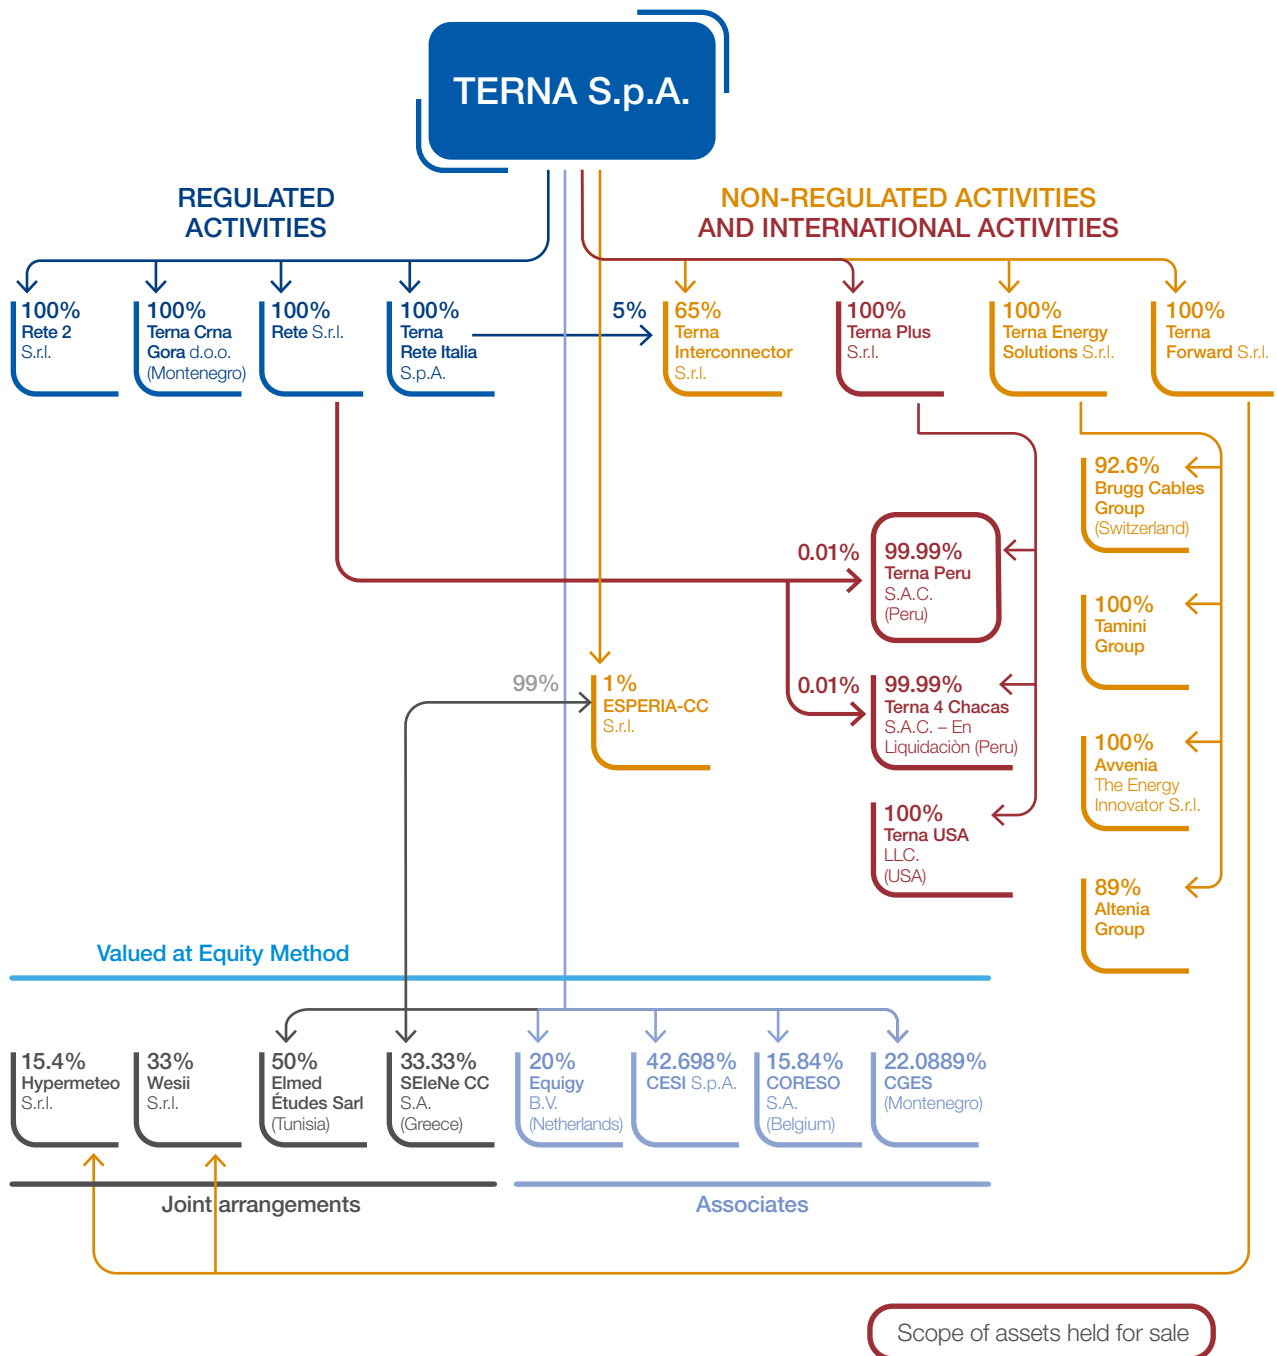 TERNA S.p.A.
REGULATED
ACTIVITIES
NON-REGULATED ACTIVITIES
AND INTERNATIONAL ACTIVITIES
100%
Rete 2
S.r.l.
100%
Terna Crna
Gora d.o.o.
(Montenegro)
100%
Rete S.r.l.
100%
Terna
Rete Italia
S.p.A.
5%
65%
Terna
Interconnector
S.r.l.
100%
Terna Plus
S.r.l.
100%
Terna Energy
Solutions S.r.l.
100%
Terna
Forward S.r.l.
92.6%
Brugg Cables
Group
(Switzerland)
0.01%
99.99%
Terna Peru
S.A.C.
(Peru)
100%
Tamini
Group
99%
1%
ESPERIA-CC
S.r.l.
0.01%
99.99%
Terna 4 Chacas
S.A.C. – En
Liquidaciòn (Peru)
100%
Avvenia
The Energy
Innovator S.r.l.
100%
Terna USA
LLC.
(USA)
89%
Altenia
Group
Valued at Equity Method
15.4%
Hypermeteo
S.r.l.
33%
Wesii
S.r.l.
50%
Elmed
Études Sarl
(Tunisia)
33.33%
SEleNe CC
S.A.
(Greece)
20%
Equigy
B.V.
(Netherlands)
42.698%
CESI S.p.A.
15.84%
CORESO
S.A.
(Belgium)
22.0889%
CGES
(Montenegro)
Joint arrangements
Associates
Scope of assets held for sale